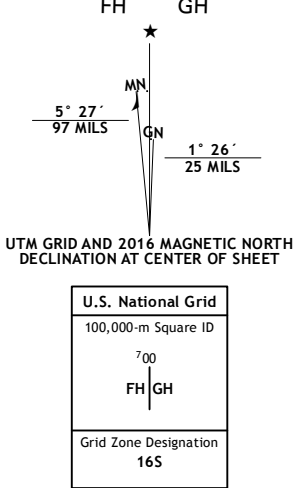 FH GH
★
MN
GN
5° 27´
97 MILS
1° 26´
25 MILS
UTM GRID AND 2016 MAGNETIC NORTH
DECLINATION AT CENTER OF SHEET
U.S. National Grid
100,000-m Square ID
⁷00
FH GH
Grid Zone Designation
16S